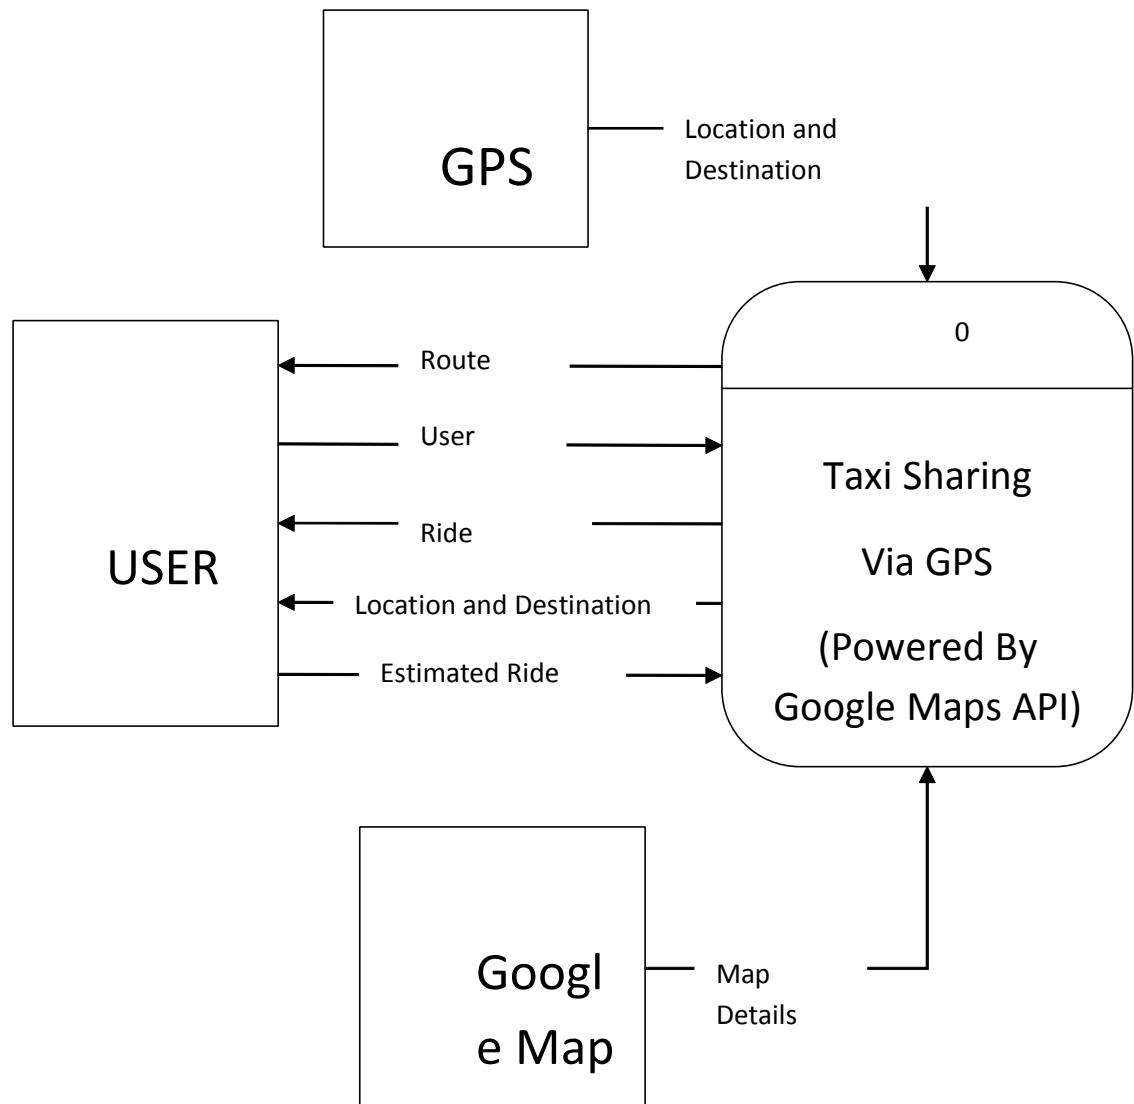 GPS
Location and
Destination
0
Route
User
Ride
Location and Destination
Estimated Ride
USER
Taxi Sharing
Via GPS
(Powered By
Google Maps API)
Googl
e Map
Map
Details